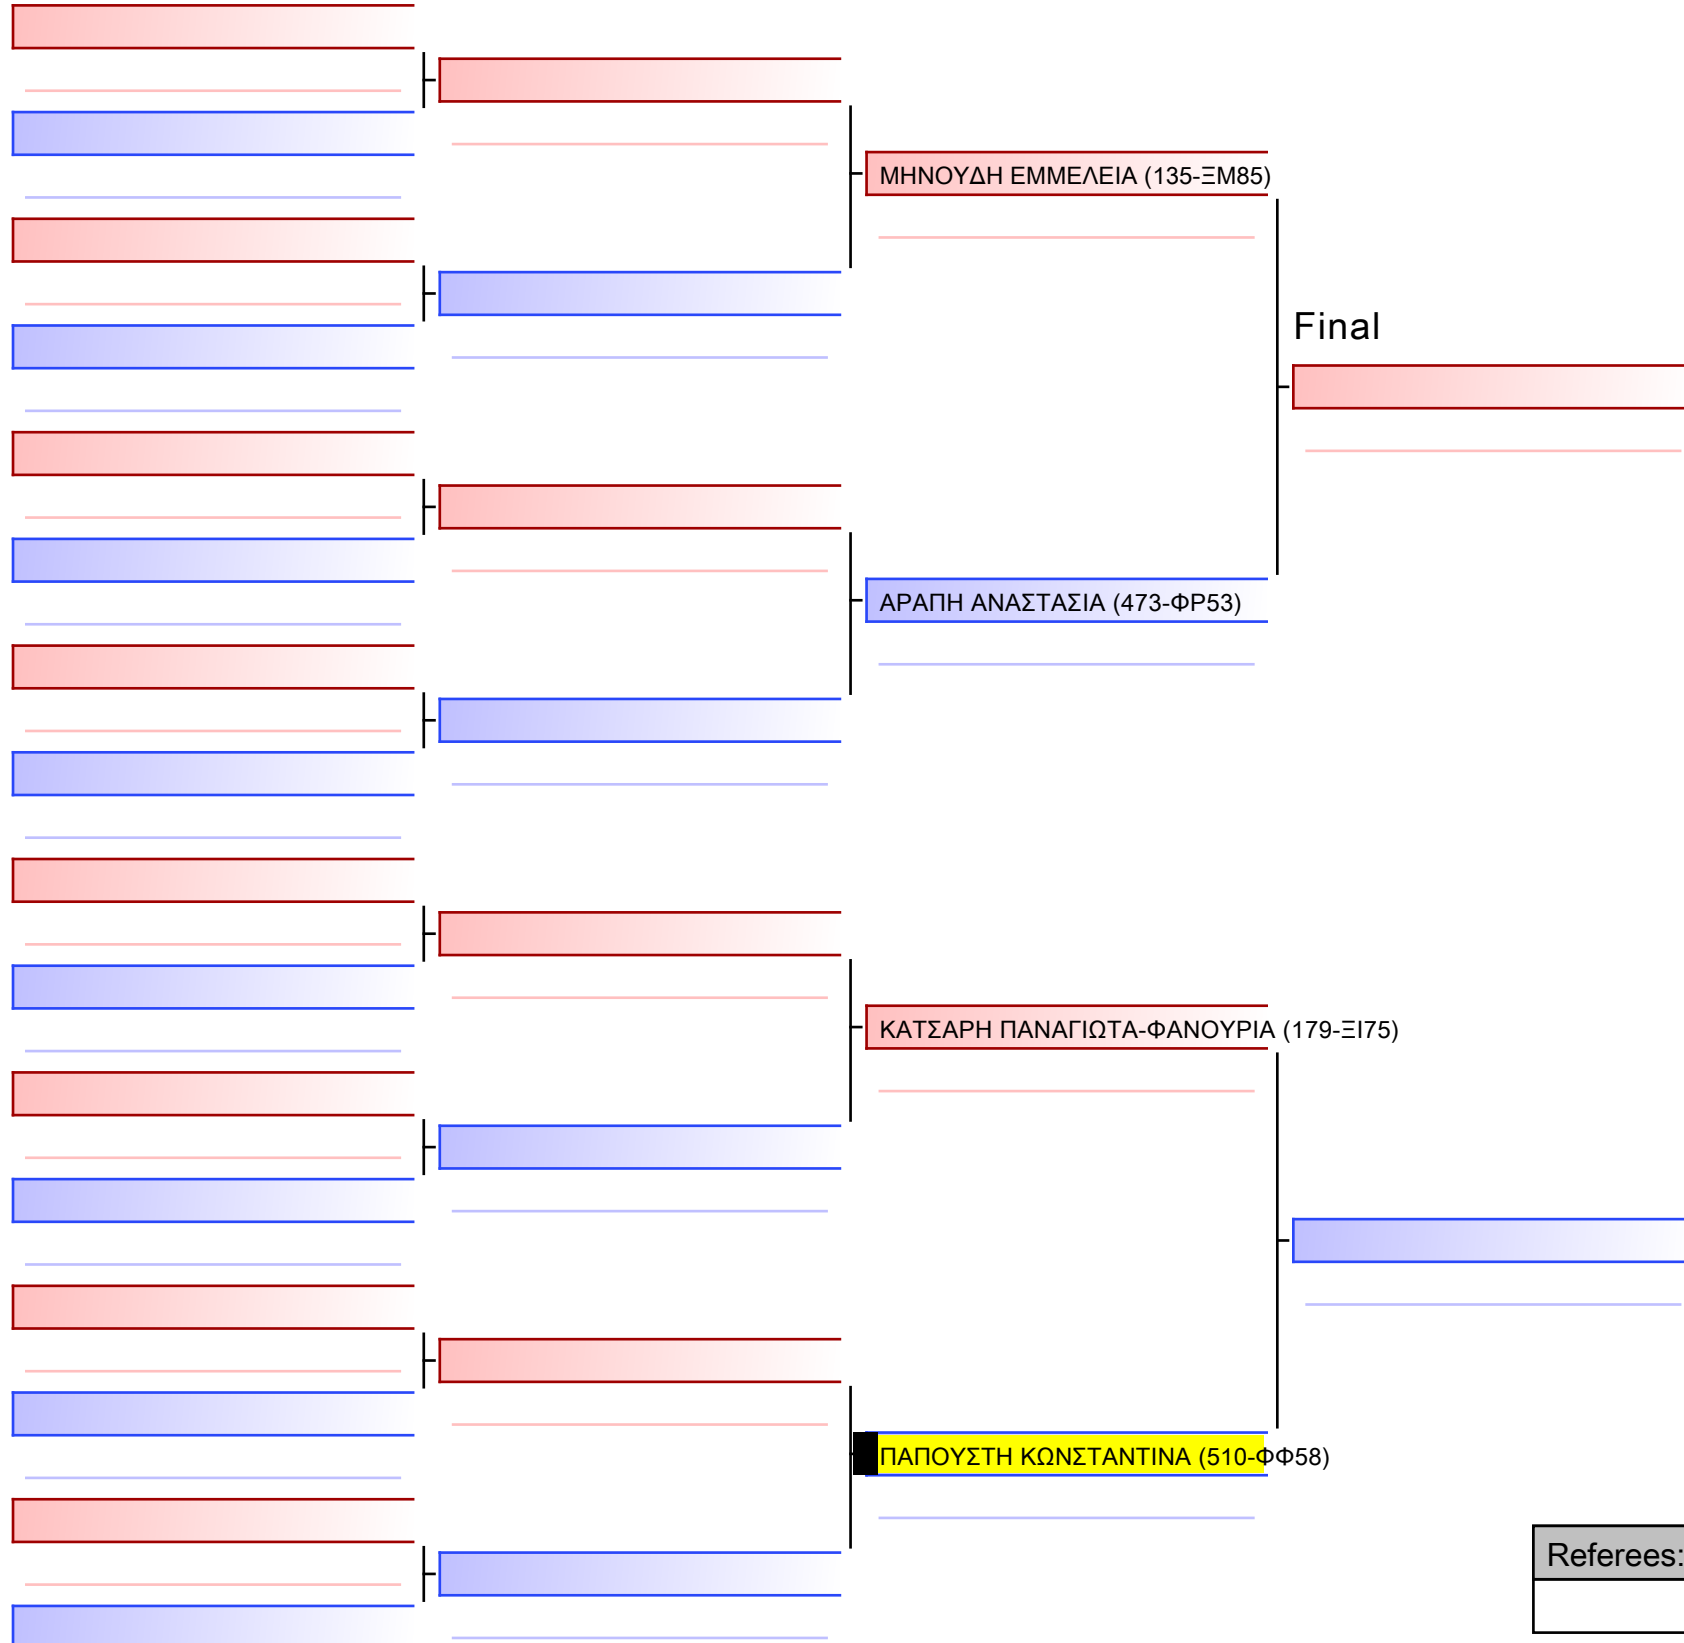 ΜΗΝΟΥΔΗ ΕΜΜΕΛΕΙΑ (135-ΞΜ85)
Final
ΑΡΑΠΗ ΑΝΑΣΤΑΣΙΑ (473-ΦΡ53)
ΚΑΤΣΑΡΗ ΠΑΝΑΓΙΩΤΑ-ΦΑΝΟΥΡΙΑ (179-ΞΙ75)
ΠΑΠΟΥΣΤΗ ΚΩΝΣΤΑΝΤΙΝΑ (510-ΦΦ58)
Referees: